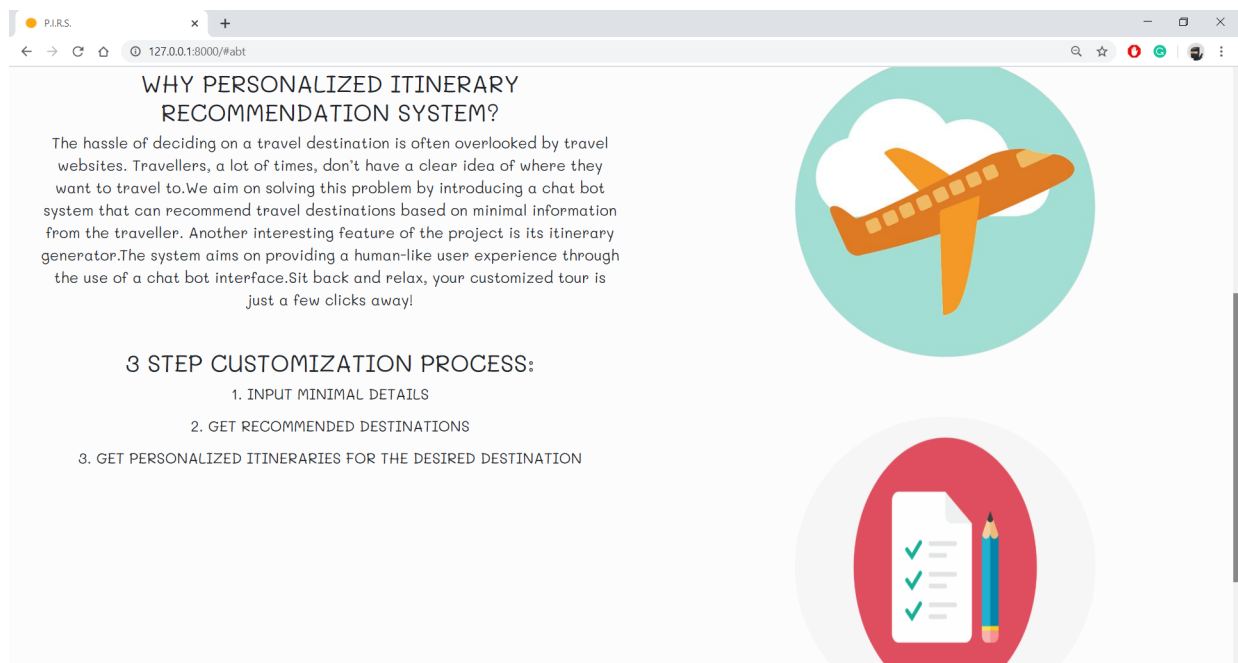 P.I.R.S.
127.0.0.1:8000/#abt
WHY PERSONALIZED ITINERARY
RECOMMENDATION SYSTEM?
The hassle of deciding on a travel destination is often overlooked by travel
websites. Travellers, a lot of times, don't have a clear idea of where they
want to travel to.We aim on solving this problem by introducing a chat bot
system that can recommend travel destinations based on minimal information
from the traveller. Another interesting feature of the project is its itinerary
generator.The system aims on providing a human-like user experience through
the use of a chat bot interface.Sit back and relax, your customized tour is
just a few clicks away!
3 STEP CUSTOMIZATION PROCESS:
1. INPUT MINIMAL DETAILS
2. GET RECOMMENDED DESTINATIONS
3. GET PERSONALIZED ITINERARIES FOR THE DESIRED DESTINATION